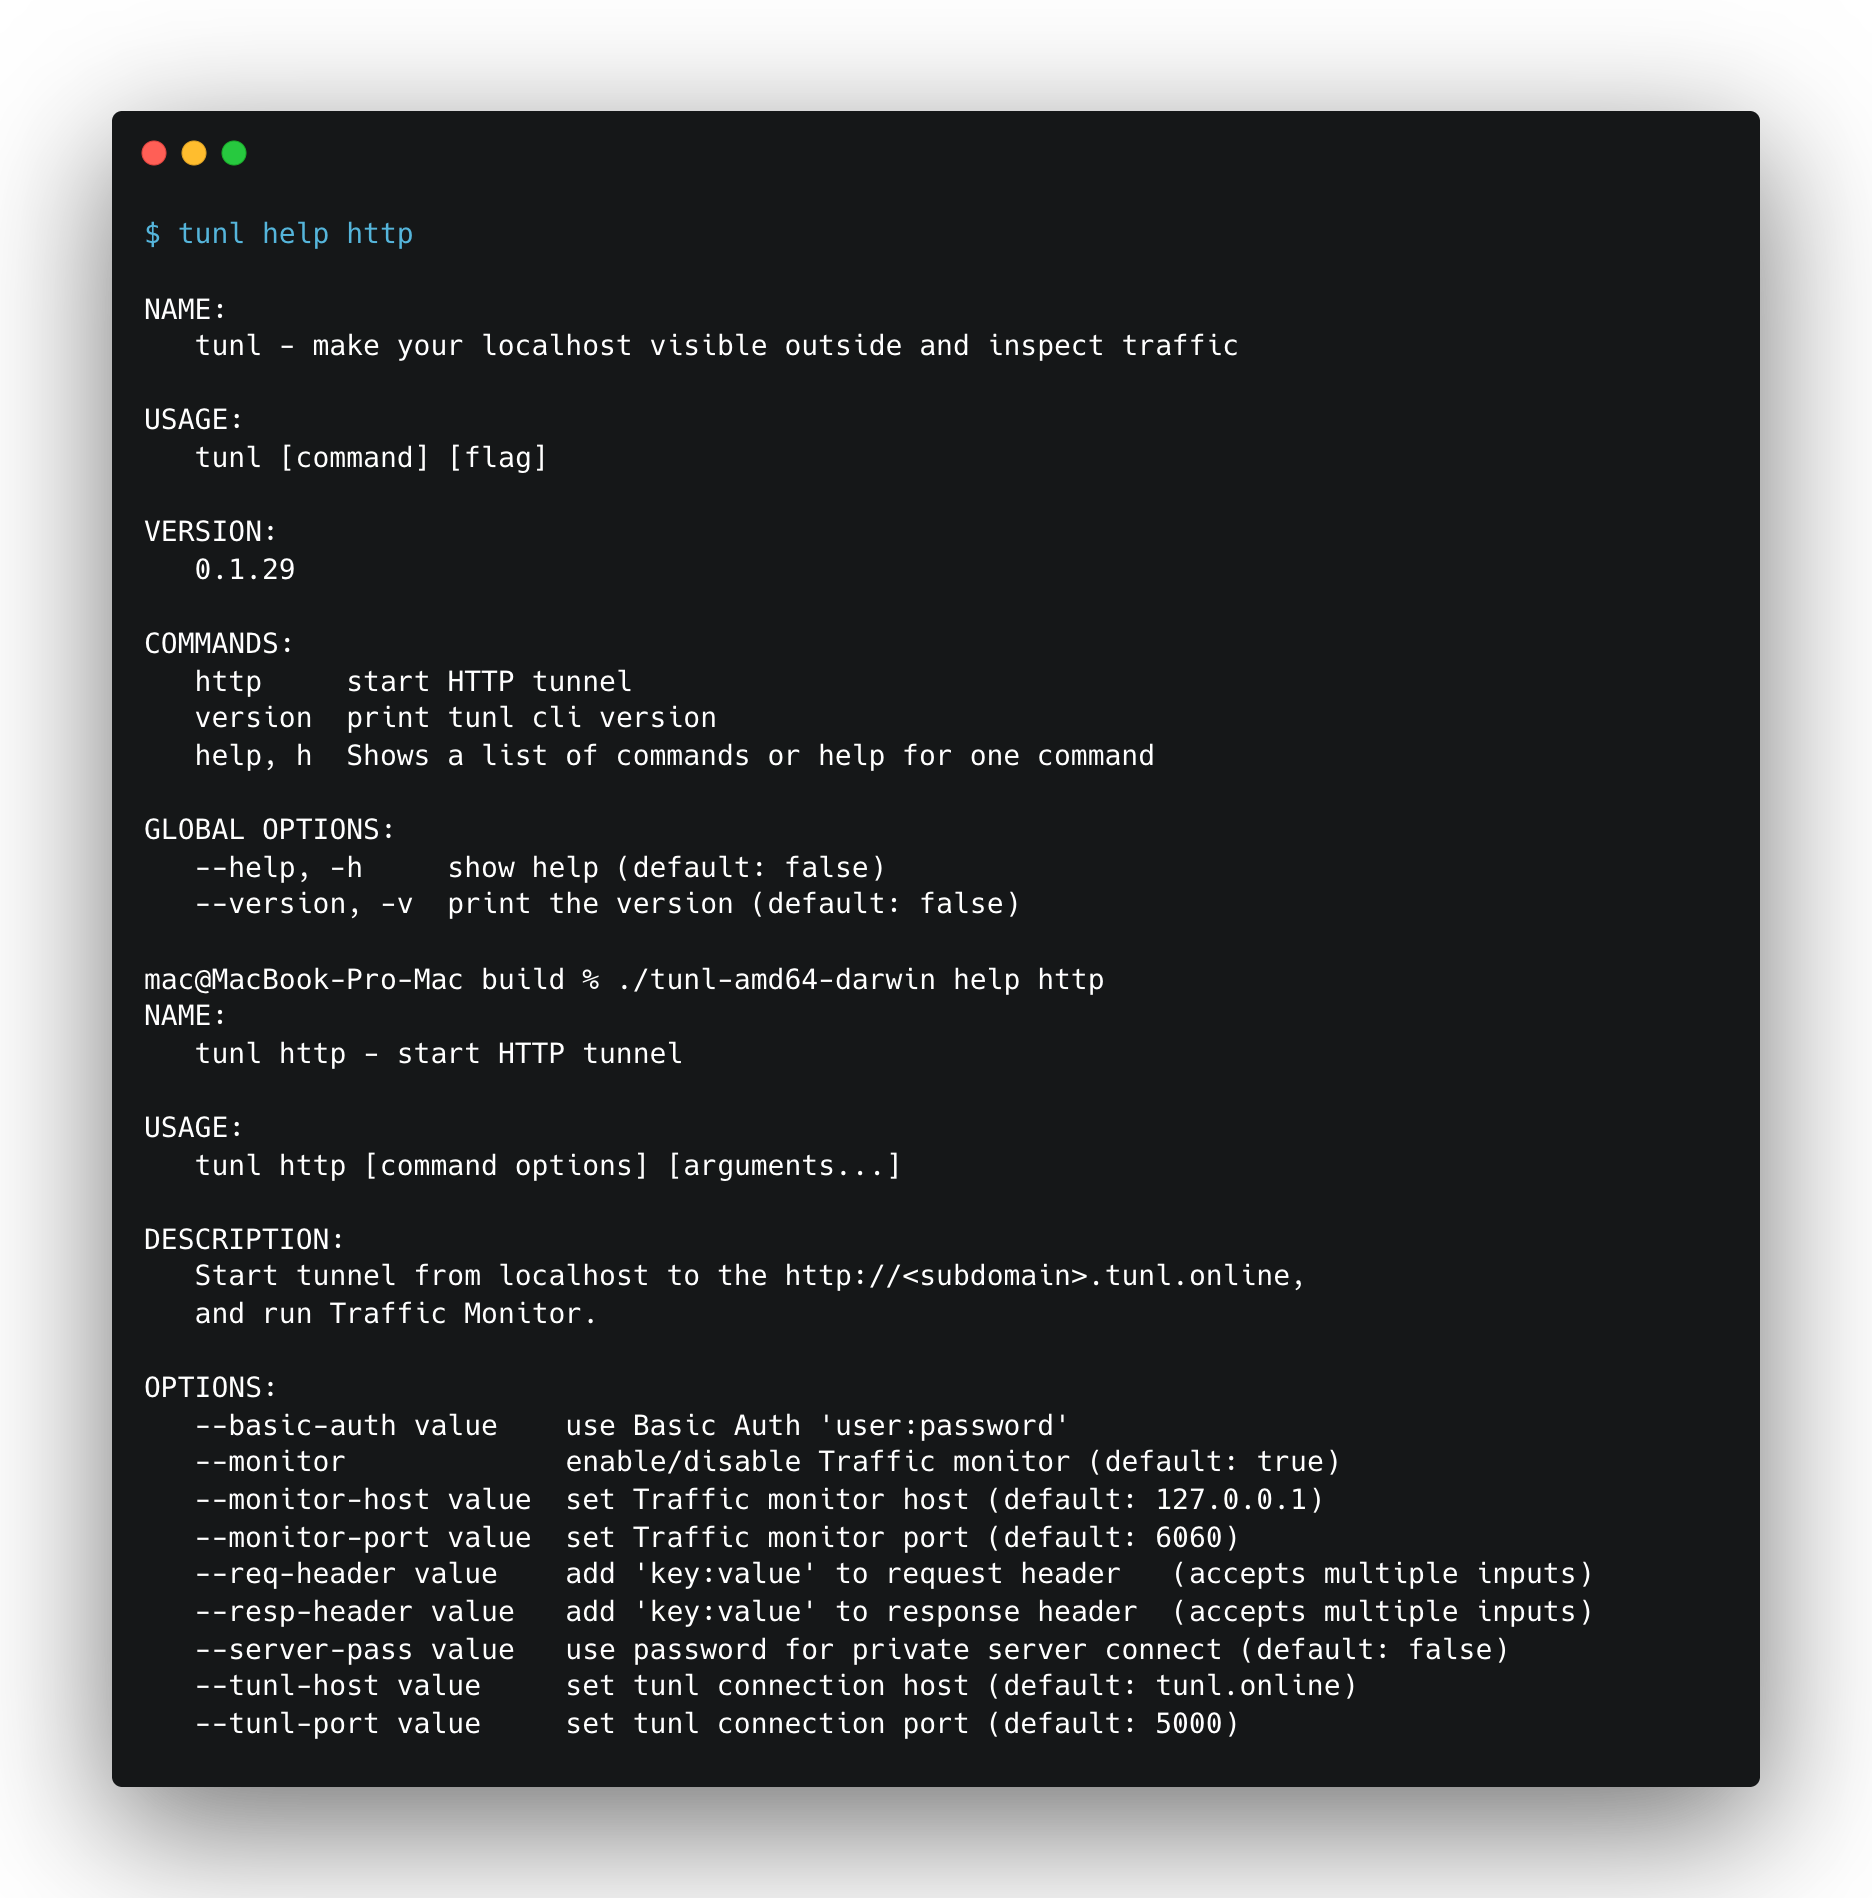 $ tunl help http
NAME:
tunl - make your localhost visible outside and inspect traffic
USAGE:
tunl [command] [flag]
VERSION:
0.1.29
COMMANDS:
http     start HTTP tunnel
version  print tunl cli version
help, h  Shows a list of commands or help for one command
GLOBAL OPTIONS:
--help, -h     show help (default: false)
--version, -v  print the version (default: false)
mac@MacBook-Pro-Mac build % ./tunl-amd64-darwin help http
NAME:
tunl http - start HTTP tunnel
USAGE:
tunl http [command options] [arguments...]
DESCRIPTION:
Start tunnel from localhost to the http://<subdomain>.tunl.online,
and run Traffic Monitor.
OPTIONS:
--basic-auth value    use Basic Auth 'user:password'
--monitor             enable/disable Traffic monitor (default: true)
--monitor-host value  set Traffic monitor host (default: 127.0.0.1)
--monitor-port value  set Traffic monitor port (default: 6060)
--req-header value    add 'key:value' to request header   (accepts multiple inputs)
--resp-header value   add 'key:value' to response header  (accepts multiple inputs)
--server-pass value   use password for private server connect (default: false)
--tunl-host value     set tunl connection host (default: tunl.online)
--tunl-port value     set tunl connection port (default: 5000)